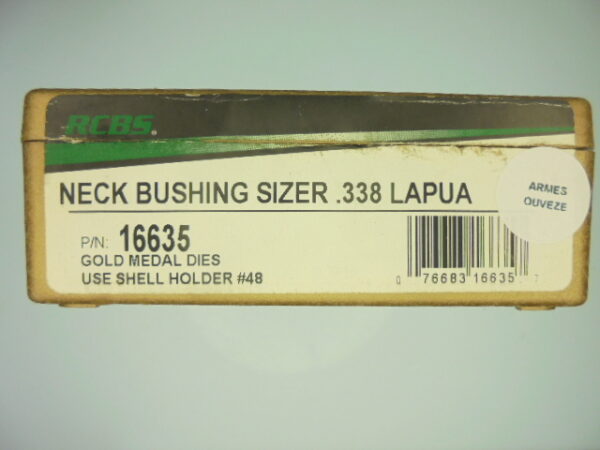 RCBS.
NECK BUSHING SIZER .338 LAPUA
ARMES
OUVEZE
P/N: 16635
GOLD MEDAL DIES
USE SHELL HOLDER #48
0 76683 16635 7